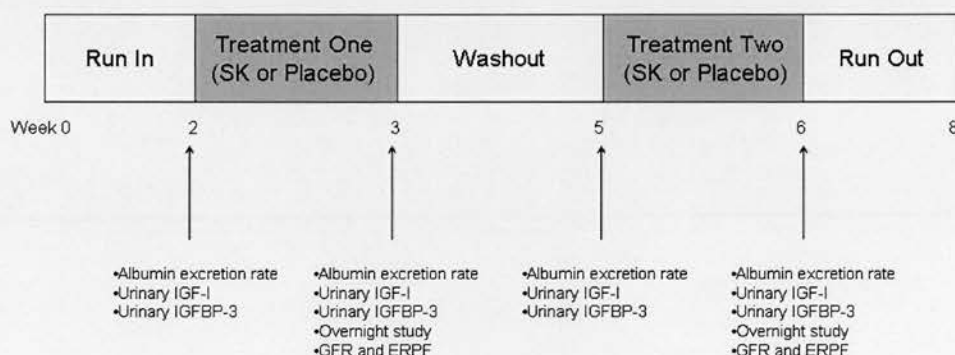 Run In
Treatment One
(SK or Placebo)
Washout
Treatment Two
(SK or Placebo)
Run Out
Week 0 2 3 5 6 8
•Albumin excretion rate
•Urinary IGF-I
•Urinary IGFBP-3
•Albumin excretion rate
•Urinary IGF-I
•Urinary IGFBP-3
•Overnight study
•GFR and ERPF
•Albumin excretion rate
•Urinary IGF-I
•Urinary IGFBP-3
•Albumin excretion rate
•Urinary IGF-I
•Urinary IGFBP-3
•Overnight study
•GFR and ERPF